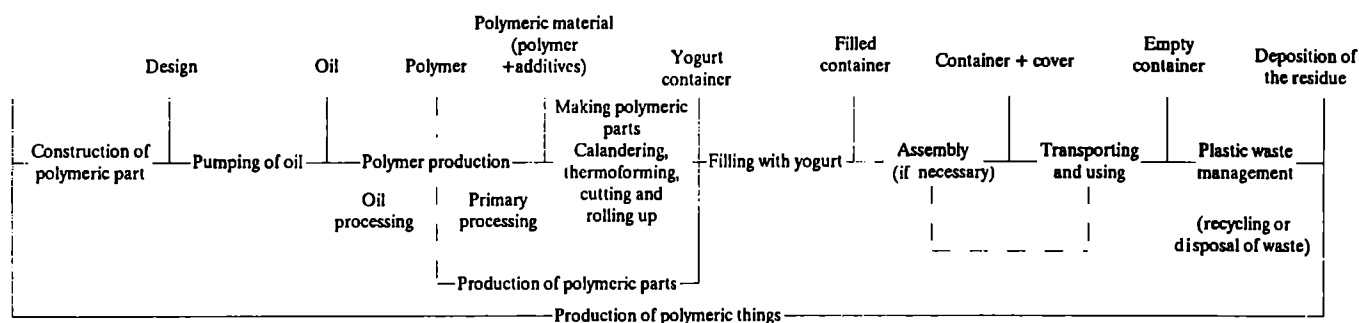 Design
Oil
Polymer
Polymeric material
(polymer
+additives)
Yogurt
container
Filled
container
Container + cover
Empty
container
Deposition of
the residue
Construction of
polymeric part
Pumping of oil
Polymer production
Oil
processing
Primary
processing
Making polymeric
parts
Calandering,
thermoforming,
cutting and
rolling up
Filling with yogurt
Assembly
(if necessary)
Transporting
and using
Plastic waste
management
(recycling or
disposal of waste)
Production of polymeric parts
Production of polymeric things